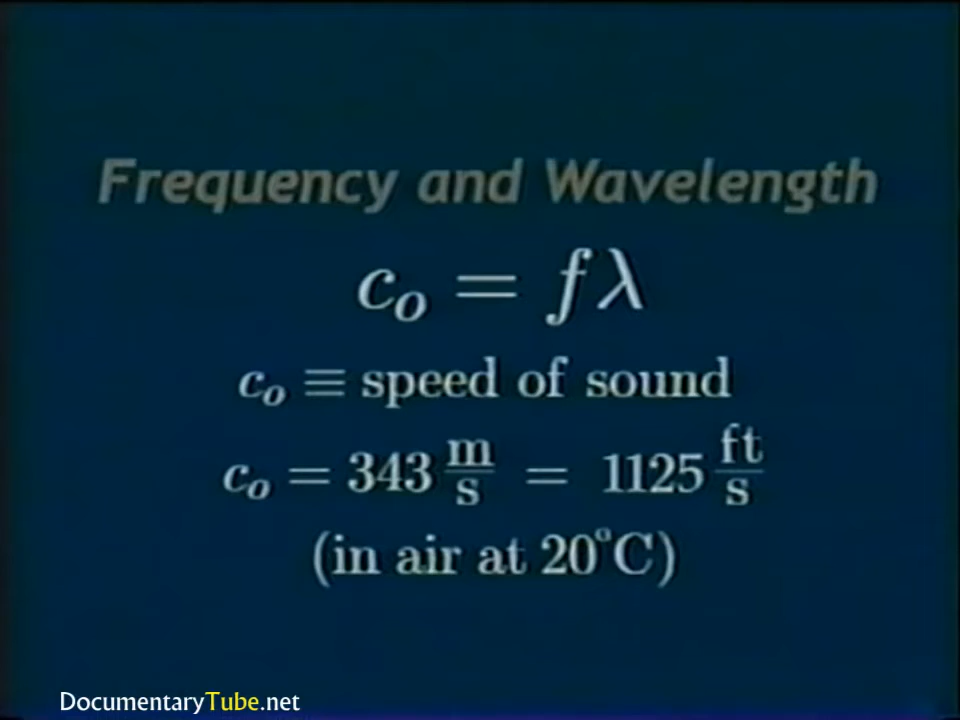 Frequency and Wavelength
c₀ = fλ
c₀ ≡ speed of sound
c₀ = 343 m/s = 1125 ft/s
(in air at 20°C)
DocumentaryTube.net